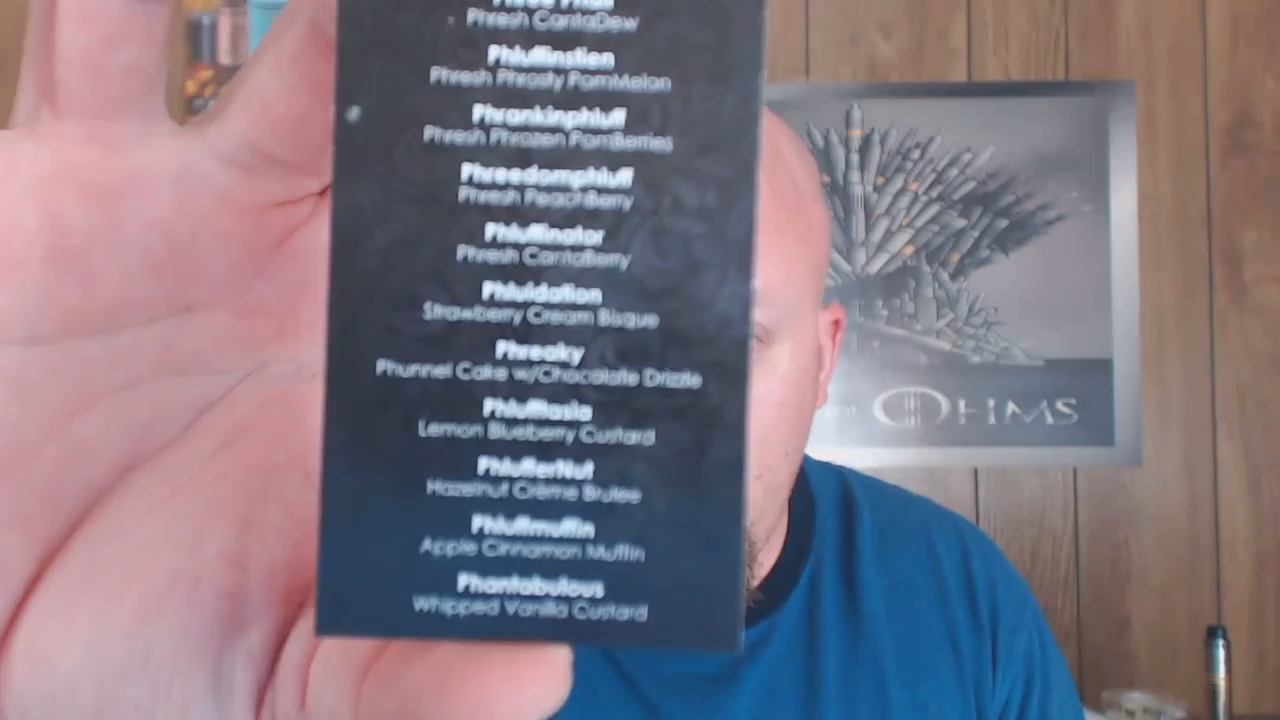 Phresh CantaDew
Phluffinstien
Phresh Phrosty PomMelon
Phrankinphluff
Phresh Phrozen PomBerries
Phreedomphluff
Phresh PeachBerry
Phluffinator
Phresh CantaBerry
Phluidation
Strawberry Cream Bisque
Phreaky
Phunnel Cake w/Chocolate Drizzle
Phlufftasia
Lemon Blueberry Custard
PhlufferNut
Hazelnut Crème Brulee
Phluffmuffin
Apple Cinnamon Muffin
Phantabulous
Whipped Vanilla Custard
OHMS